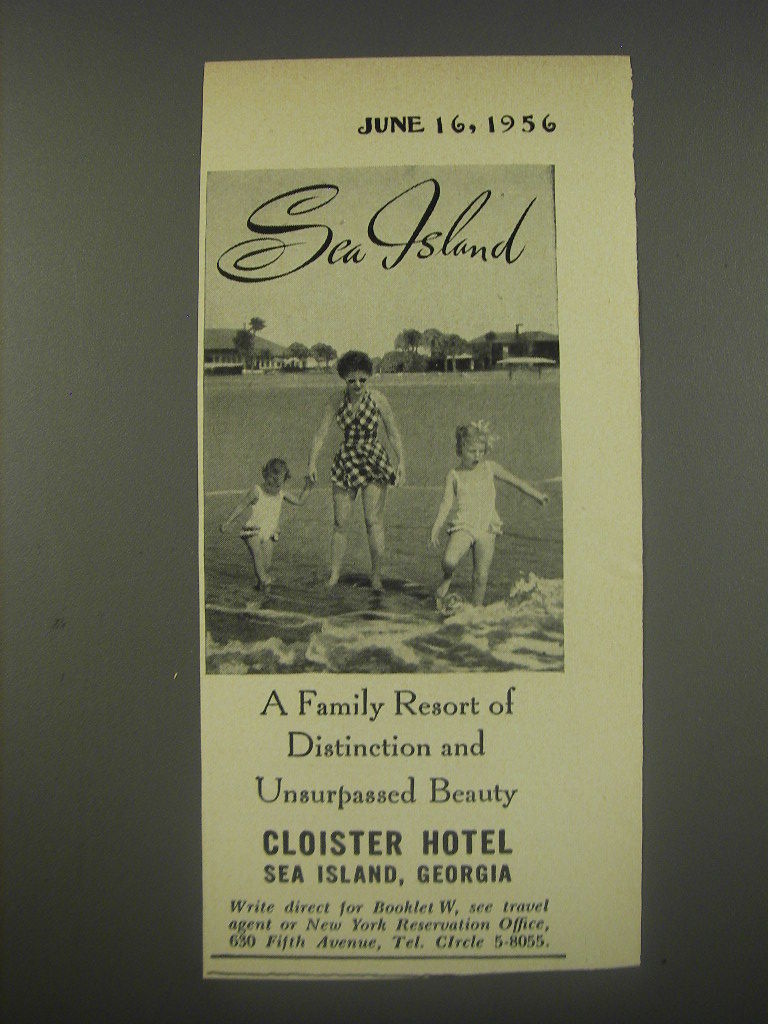 JUNE 16, 1956
Sea Island
A Family Resort of
Distinction and
Unsurpassed Beauty
CLOISTER HOTEL
SEA ISLAND, GEORGIA
Write direct for Booklet W, see travel
agent or New York Reservation Office,
630 Fifth Avenue, Tel. CIrcle 5-8055.